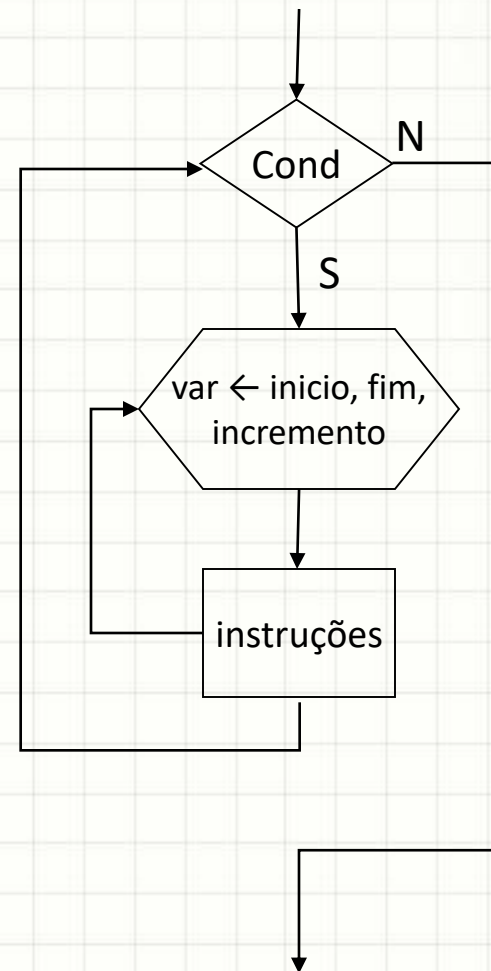 N
Cond
S
var ← inicio, fim,
incremento
instruções